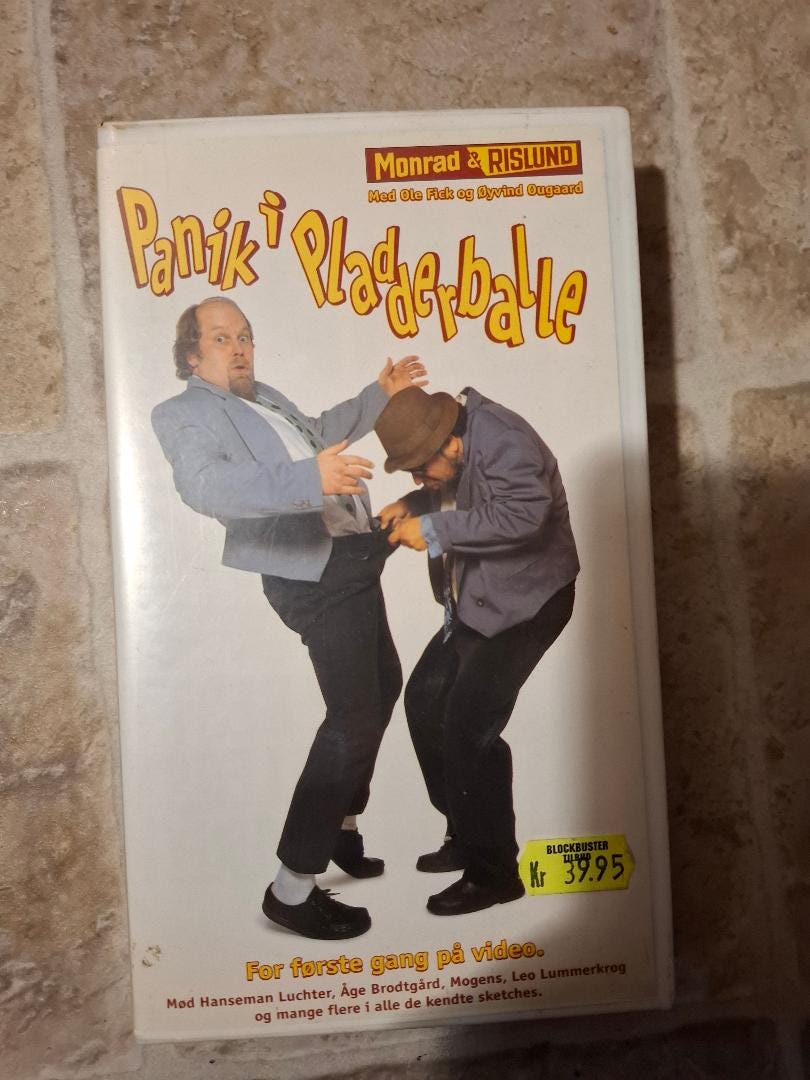 Monrad & RISLUND
Med Ole Fick og Øyvind Ougaard
Panik i Pladderballe
BLOCKBUSTER
TILBUD
Kr 39.95
For første gang på video.
Mød Hanseman Luchter, Åge Brodtgård, Mogens, Leo Lummerkrog
og mange flere i alle de kendte sketches.